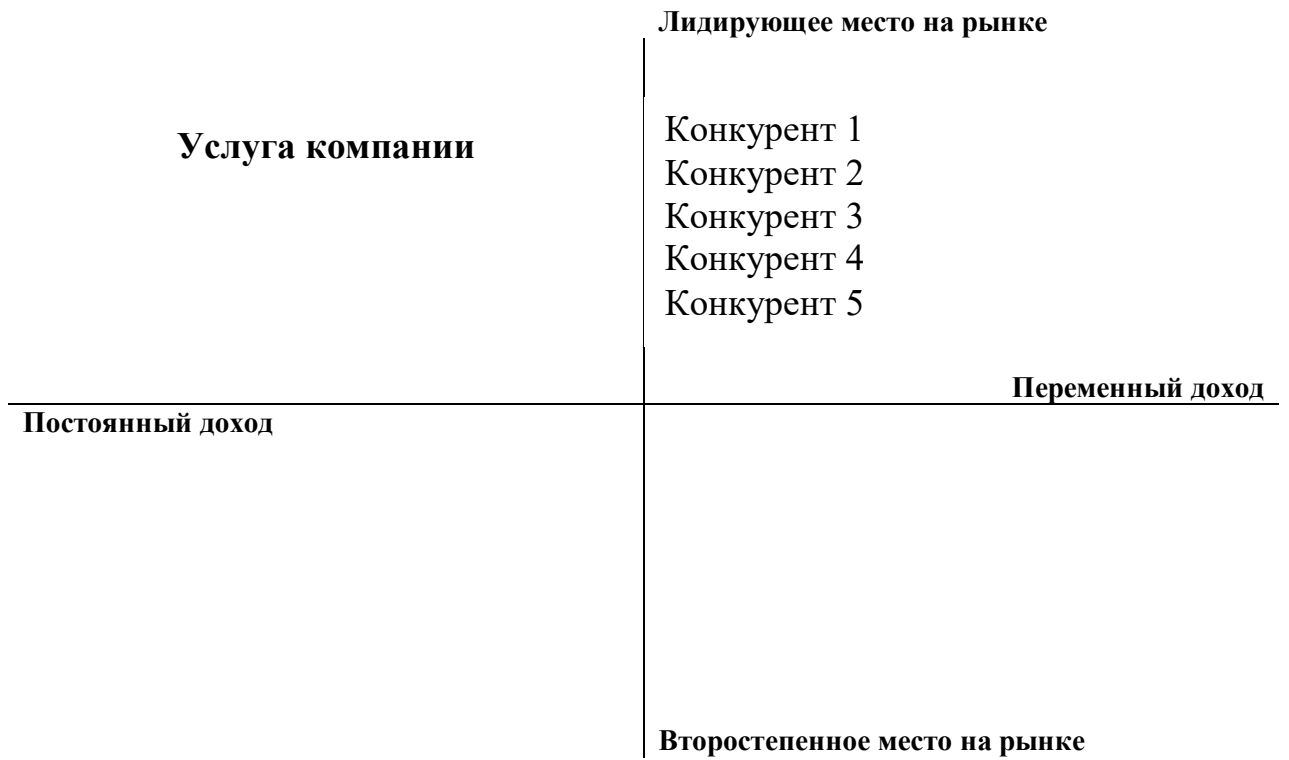 Лидирующее место на рынке
Услуга компании
Конкурент 1
Конкурент 2
Конкурент 3
Конкурент 4
Конкурент 5
Переменный доход
Постоянный доход
Второстепенное место на рынке